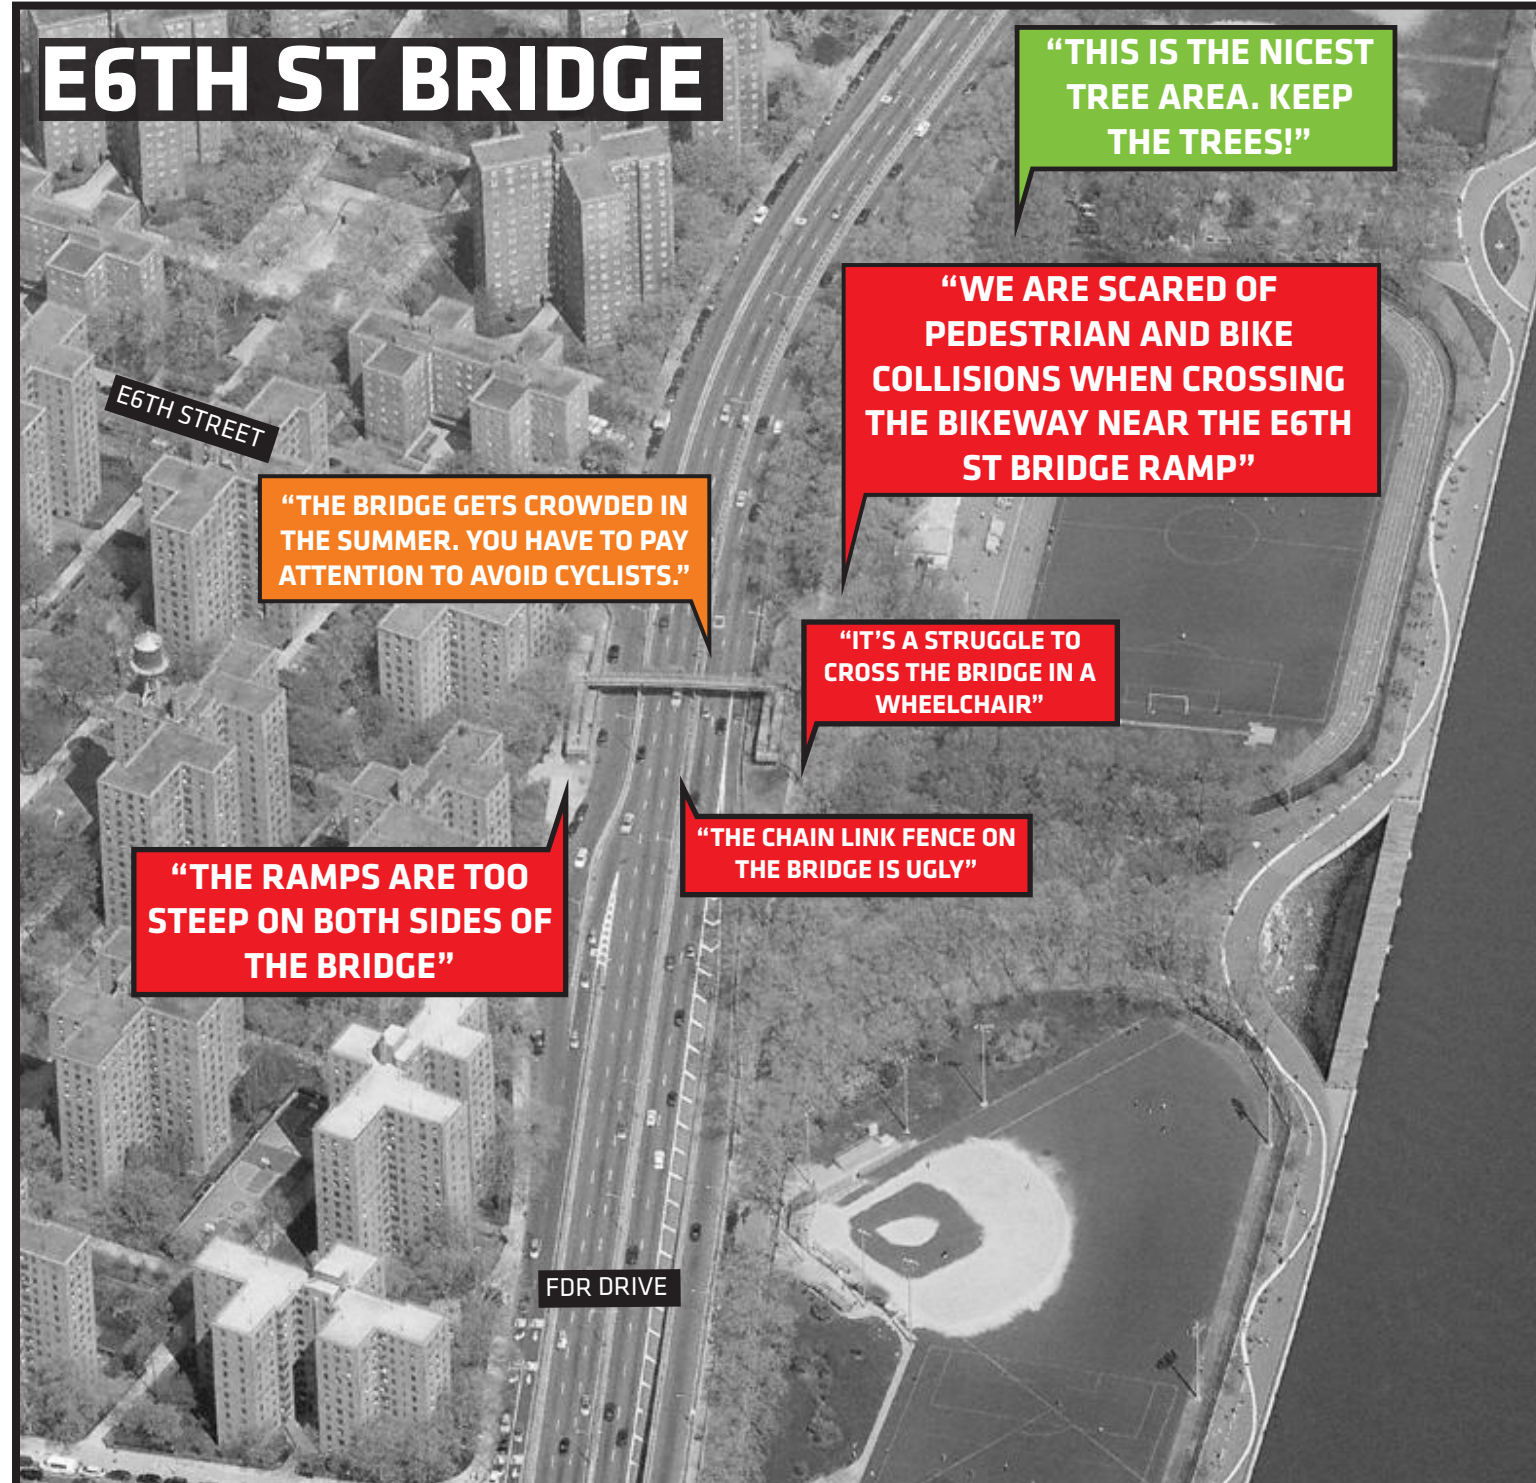 E6TH ST BRIDGE
“THIS IS THE NICEST
TREE AREA. KEEP
THE TREES!”
“WE ARE SCARED OF
PEDESTRIAN AND BIKE
COLLISIONS WHEN CROSSING
THE BIKEWAY NEAR THE E6TH
ST BRIDGE RAMP”
E6TH STREET
“THE BRIDGE GETS CROWDED IN
THE SUMMER. YOU HAVE TO PAY
ATTENTION TO AVOID CYCLISTS.”
“IT’S A STRUGGLE TO
CROSS THE BRIDGE IN A
WHEELCHAIR”
“THE CHAIN LINK FENCE ON
THE BRIDGE IS UGLY”
“THE RAMPS ARE TOO
STEEP ON BOTH SIDES OF
THE BRIDGE”
FDR DRIVE